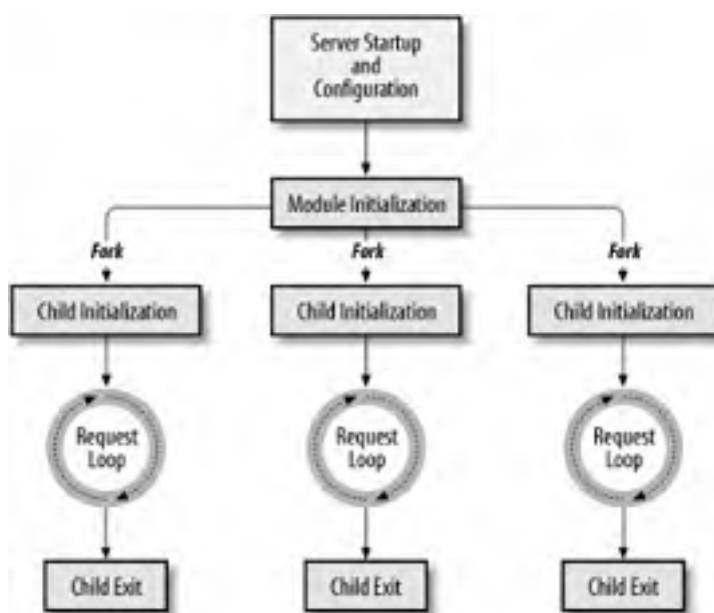 Server Startup
and
Configuration
Module Initialization
Fork
Fork
Fork
Child Initialization
Child Initialization
Child Initialization
Request
Loop
Request
Loop
Request
Loop
Child Exit
Child Exit
Child Exit